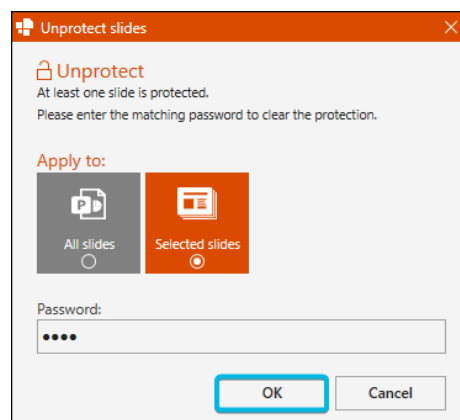 Unprotect slides
Unprotect
At least one slide is protected.
Please enter the matching password to clear the protection.
Apply to:
All slides
Selected slides
Password:
••••
OK
Cancel